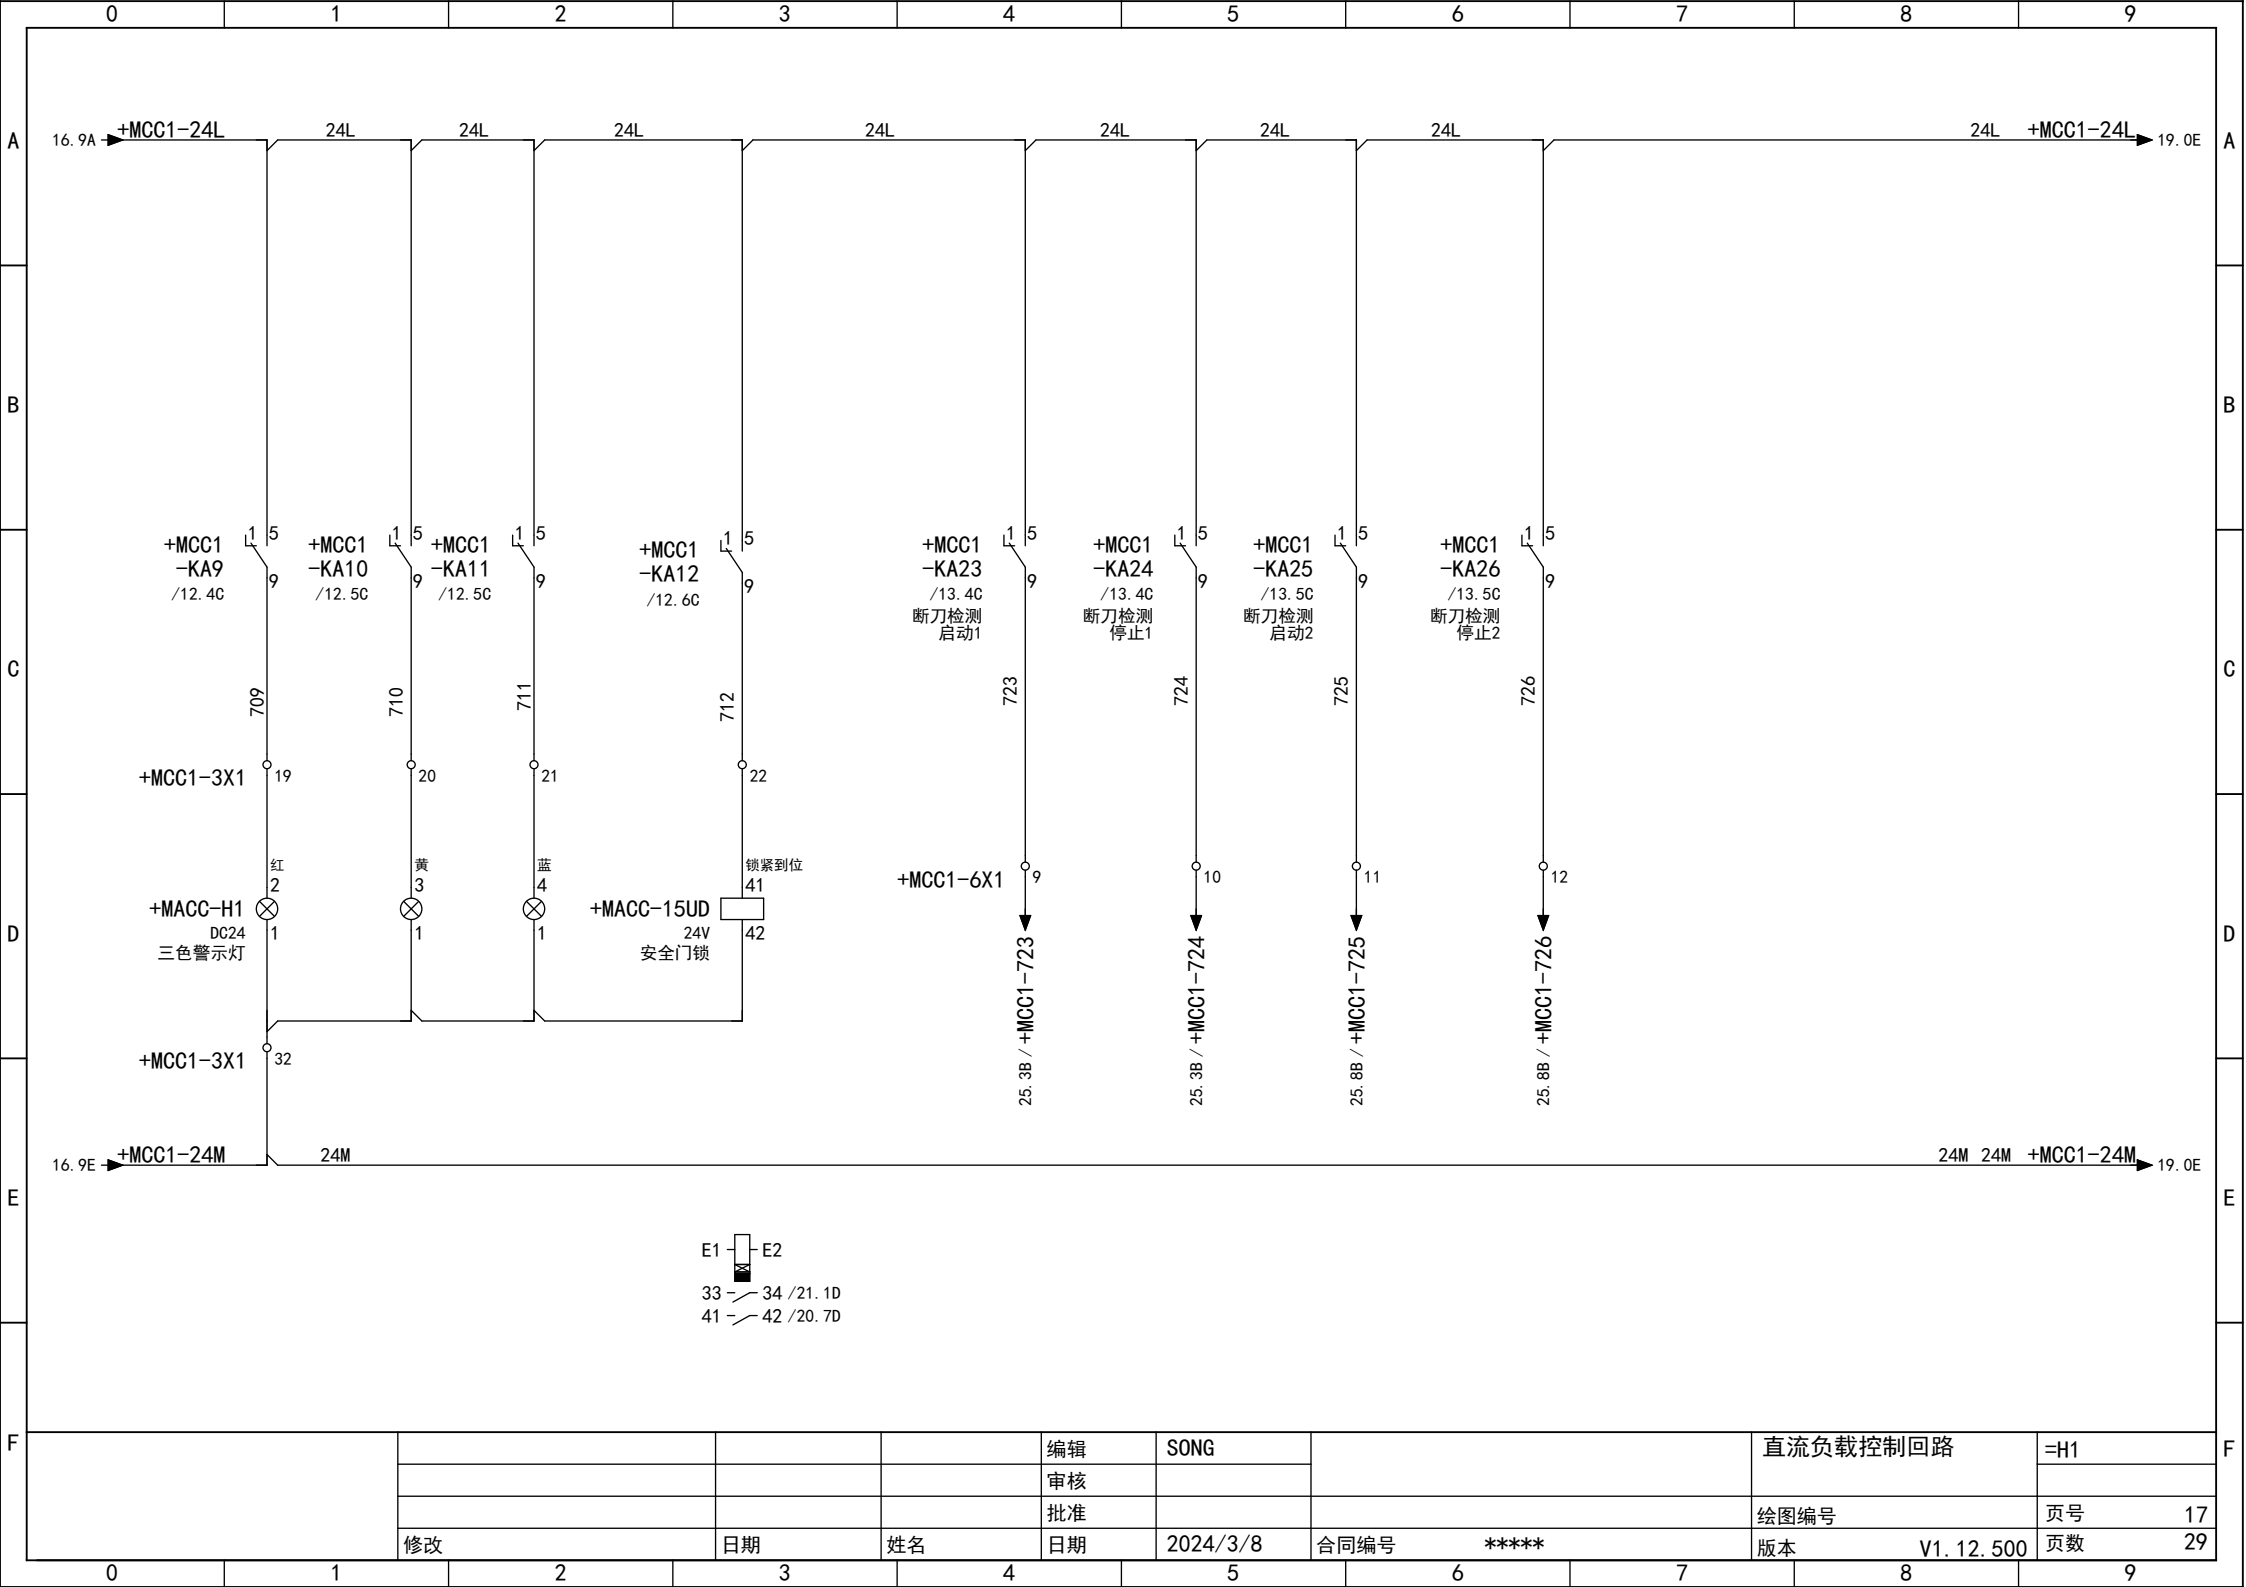 0 1 2 3 4 5 6 7 8 9
+MCC1-24L 24L 24L 24L 24L 24L 24L 24L 24L +MCC1-24L
A 16.9A 19.0E A
B B
1 5 1 5 1 5 1 5 1 5 1 5 1 5 1 5
+MCC1 +MCC1 +MCC1 +MCC1 +MCC1 +MCC1 +MCC1 +MCC1
-KA9 -KA10 -KA11 -KA12 -KA23 -KA24 -KA25 -KA26
9 9 9 9 9 9 9 9
/12.4C /12.5C /12.5C /12.6C /13.4C /13.4C /13.5C /13.5C
断刀检测 断刀检测 断刀检测 断刀检测
启动1 停止1 启动2 停止2
C C
709 710 711 712 723 724 725 726
+MCC1-3X1 19 20 21 22
红 黄 蓝 锁紧到位
2 3 4 41
+MCC1-6X1 9 10 11 12
+MACC-H1 +MACC-15UD
D DC24 1 1 1 24V 42 D
三色警示灯 安全门锁
25.3B / +MCC1-723
25.3B / +MCC1-724
25.8B / +MCC1-725
25.8B / +MCC1-726
+MCC1-3X1 32
+MCC1-24M 24M 24M 24M +MCC1-24M
16.9E 19.0E
E E
E1 E2
33 34 /21.1D
41 42 /20.7D
F F
编辑 SONG 直流负载控制回路 =H1
审核
批准 绘图编号 页号 17
修改 日期 姓名 日期 2024/3/8 合同编号 ***** 版本 V1.12.500 页数 29
0 1 2 3 4 5 6 7 8 9